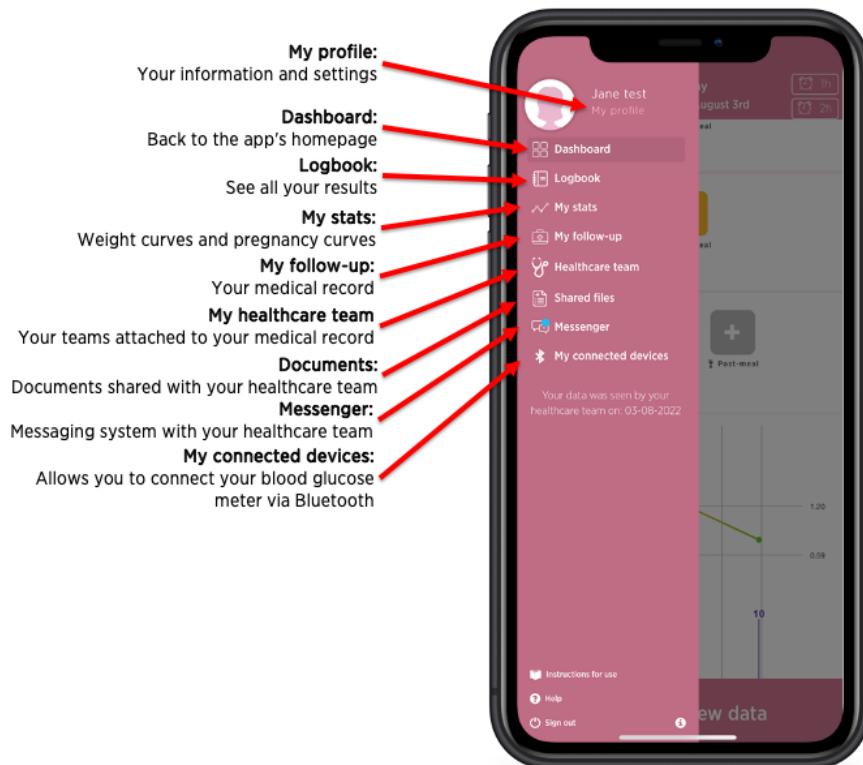 My profile:
Your information and settings
Dashboard:
Back to the app's homepage
Logbook:
See all your results
My stats:
Weight curves and pregnancy curves
My follow-up:
Your medical record
My healthcare team
Your teams attached to your medical record
Documents:
Documents shared with your healthcare team
Messenger:
Messaging system with your healthcare team
My connected devices:
Allows you to connect your blood glucose
meter via Bluetooth
Jane test
My profile
Dashboard
Logbook
My stats
My follow-up
Healthcare team
Shared files
Messenger
My connected devices
Your data was seen by your
healthcare team on: 03-08-2022
Instructions for use
Help
Sign out
1h
August 3rd
2h
Post-meal
1.20
0.59
10
ew data